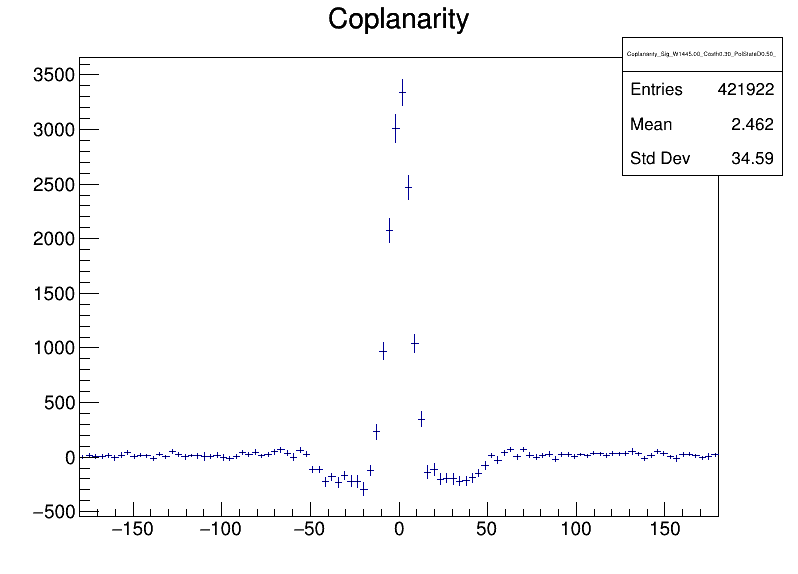 Coplanarity
Coplanarity_Sig_W1445.00_Costh0.30_PolStateD0.50_
Entries 421922
Mean 2.462
Std Dev 34.59
3500
3000
2500
2000
1500
1000
500
0
−500
−150 −100 −50 0 50 100 150